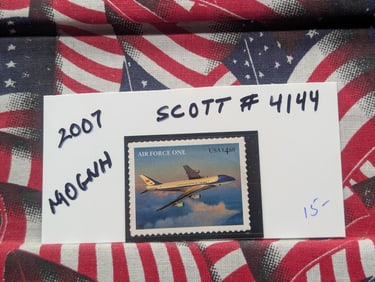 2007
SCOTT # 4144
MOGNH
AIR FORCE ONE
USA $4.60
15-